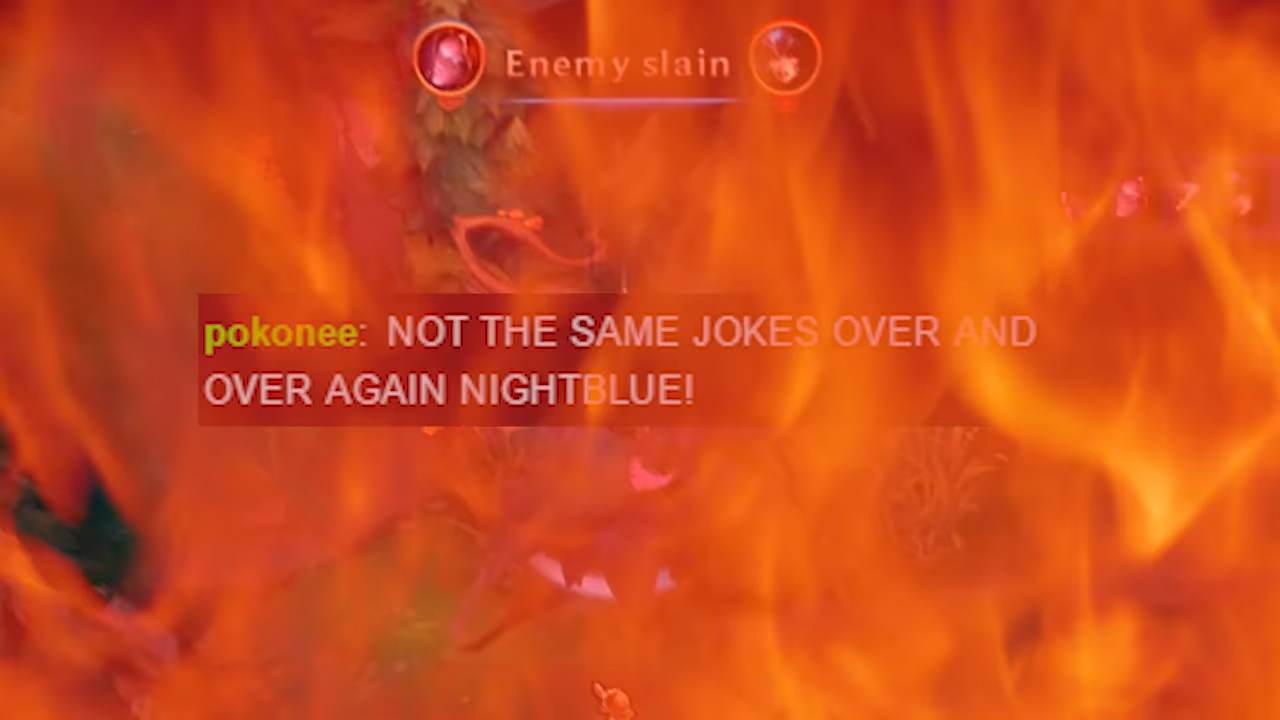 Enemy slain
pokonee: NOT THE SAME JOKES OVER AND
OVER AGAIN NIGHTBLUE!